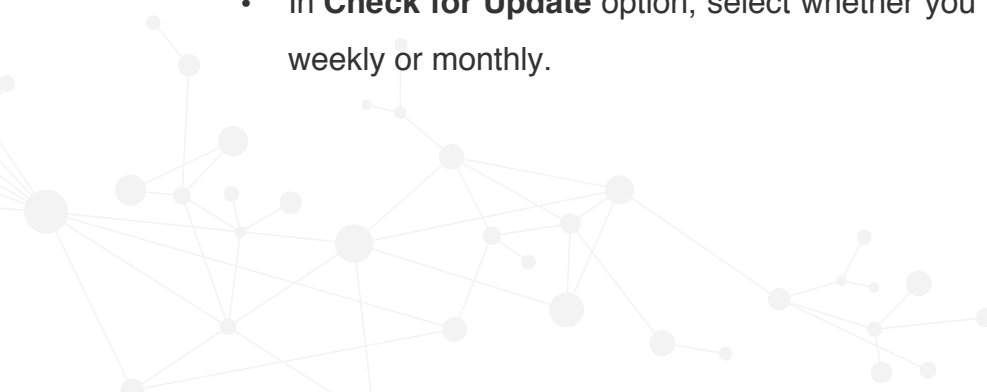 • In Check for Update option, select whether you
weekly or monthly.